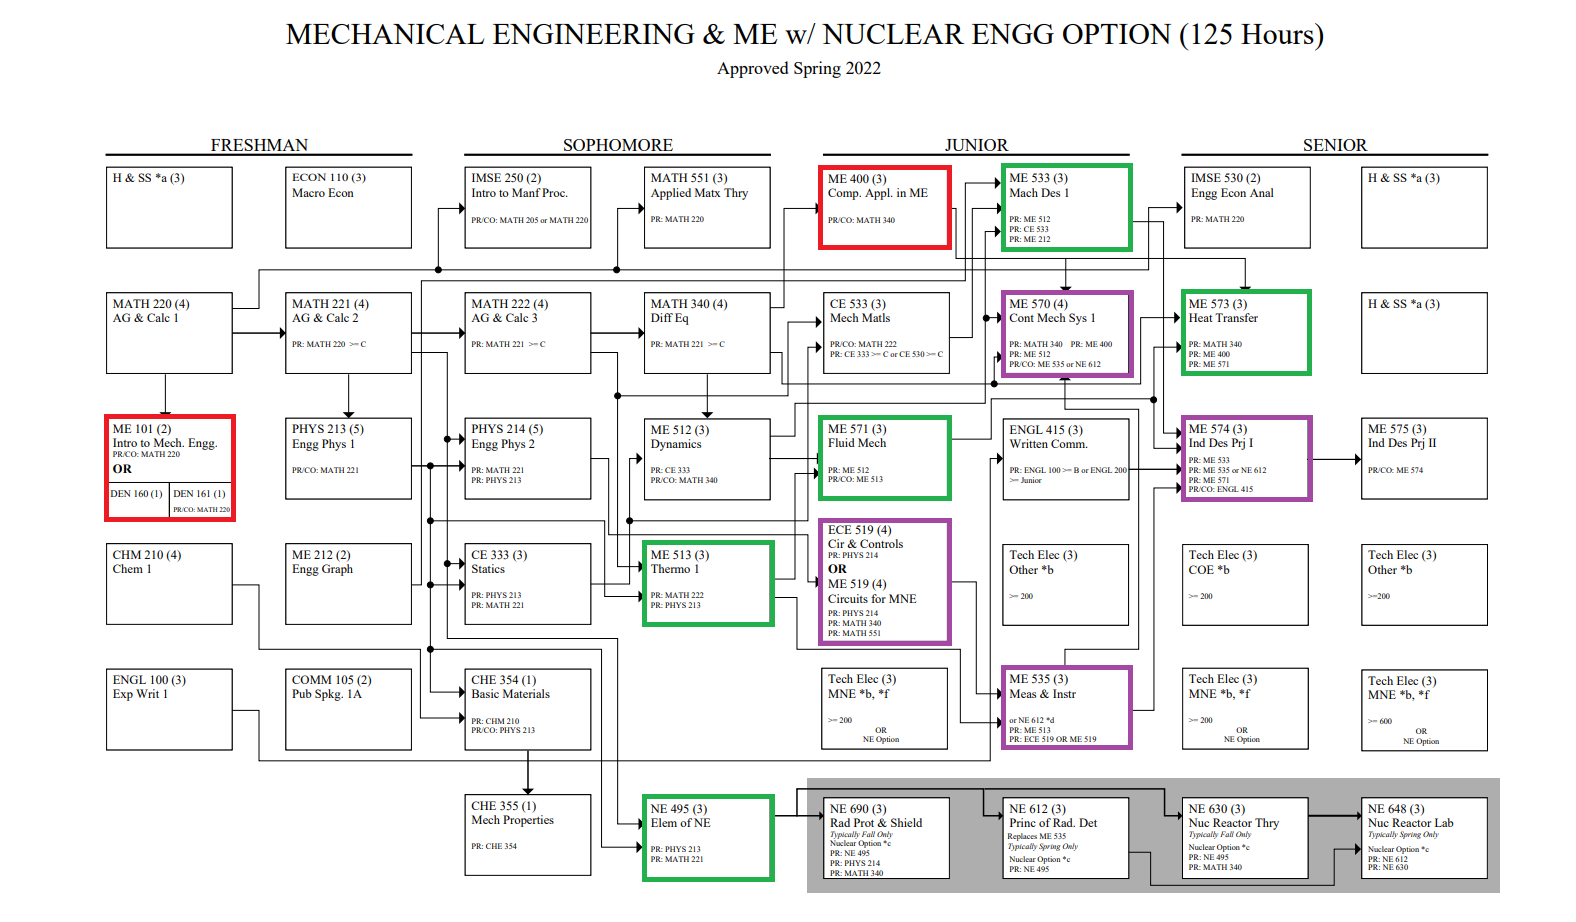 MECHANICAL ENGINEERING & ME w/ NUCLEAR ENGG OPTION (125 Hours)
Approved Spring 2022
FRESHMAN
SOPHOMORE
JUNIOR
SENIOR
H & SS *a (3)
ECON 110 (3)
Macro Econ
IMSE 250 (2)
Intro to Manf Proc.
PR/CO: MATH 205 or MATH 220
MATH 551 (3)
Applied Matx Thry
PR: MATH 220
ME 400 (3)
Comp. Appl. in ME
PR/CO: MATH 340
ME 533 (3)
Mach Des 1
PR: ME 512
PR: CE 533
PR: ME 212
IMSE 530 (2)
Engg Econ Anal
PR: MATH 220
H & SS *a (3)
MATH 220 (4)
AG & Calc 1
MATH 221 (4)
AG & Calc 2
PR: MATH 220 >= C
MATH 222 (4)
AG & Calc 3
PR: MATH 221 >= C
MATH 340 (4)
Diff Eq
PR: MATH 221 >= C
CE 533 (3)
Mech Matls
PR/CO: MATH 222
PR: CE 333 >= C or CE 530 >= C
ME 570 (4)
Cont Mech Sys 1
PR: MATH 340 PR: ME 400
PR: ME 512
PR/CO: ME 535 or NE 612
ME 573 (3)
Heat Transfer
PR: MATH 340
PR: ME 400
PR: ME 571
H & SS *a (3)
ME 101 (2)
Intro to Mech. Engg.
PR/CO: MATH 220
OR
DEN 160 (1)
DEN 161 (1)
PR/CO: MATH 220
PHYS 213 (5)
Engg Phys 1
PR/CO: MATH 221
PHYS 214 (5)
Engg Phys 2
PR: MATH 221
PR: PHYS 213
ME 512 (3)
Dynamics
PR: CE 333
PR/CO: MATH 340
ME 571 (3)
Fluid Mech
PR: ME 512
PR/CO: ME 513
ENGL 415 (3)
Written Comm.
PR: ENGL 100 >= B or ENGL 200
>= Junior
ME 574 (3)
Ind Des Prj I
PR: ME 533
PR: ME 535 or NE 612
PR: ME 571
PR/CO: ENGL 415
ME 575 (3)
Ind Des Prj II
PR/CO: ME 574
CHM 210 (4)
Chem 1
ME 212 (2)
Engg Graph
CE 333 (3)
Statics
PR: PHYS 213
PR: MATH 221
ME 513 (3)
Thermo 1
PR: MATH 222
PR: PHYS 213
ECE 519 (4)
Cir & Controls
PR: PHYS 214
OR
ME 519 (4)
Circuits for MNE
PR: PHYS 214
PR: MATH 340
PR: MATH 551
Tech Elec (3)
Other *b
>= 200
Tech Elec (3)
COE *b
>= 200
Tech Elec (3)
Other *b
>=200
ENGL 100 (3)
Exp Writ 1
COMM 105 (2)
Pub Spkg. 1A
CHE 354 (1)
Basic Materials
PR: CHM 210
PR/CO: PHYS 213
Tech Elec (3)
MNE *b, *f
>= 200
OR
NE Option
ME 535 (3)
Meas & Instr
or NE 612 *d
PR: ME 513
PR: ECE 519 OR ME 519
Tech Elec (3)
MNE *b, *f
>= 200
OR
NE Option
Tech Elec (3)
MNE *b, *f
>= 600
OR
NE Option
CHE 355 (1)
Mech Properties
PR: CHE 354
NE 495 (3)
Elem of NE
PR: PHYS 213
PR: MATH 221
NE 690 (3)
Rad Prot & Shield
Typically Fall Only
Nuclear Option *c
PR: NE 495
PR: PHYS 214
PR: MATH 340
NE 612 (3)
Princ of Rad. Det
Replaces ME 535
Typically Spring Only
Nuclear Option *c
PR: NE 495
NE 630 (3)
Nuc Reactor Thry
Typically Fall Only
Nuclear Option *c
PR: NE 495
PR: MATH 340
NE 648 (3)
Nuc Reactor Lab
Typically Spring Only
Nuclear Option *c
PR: NE 612
PR: NE 630